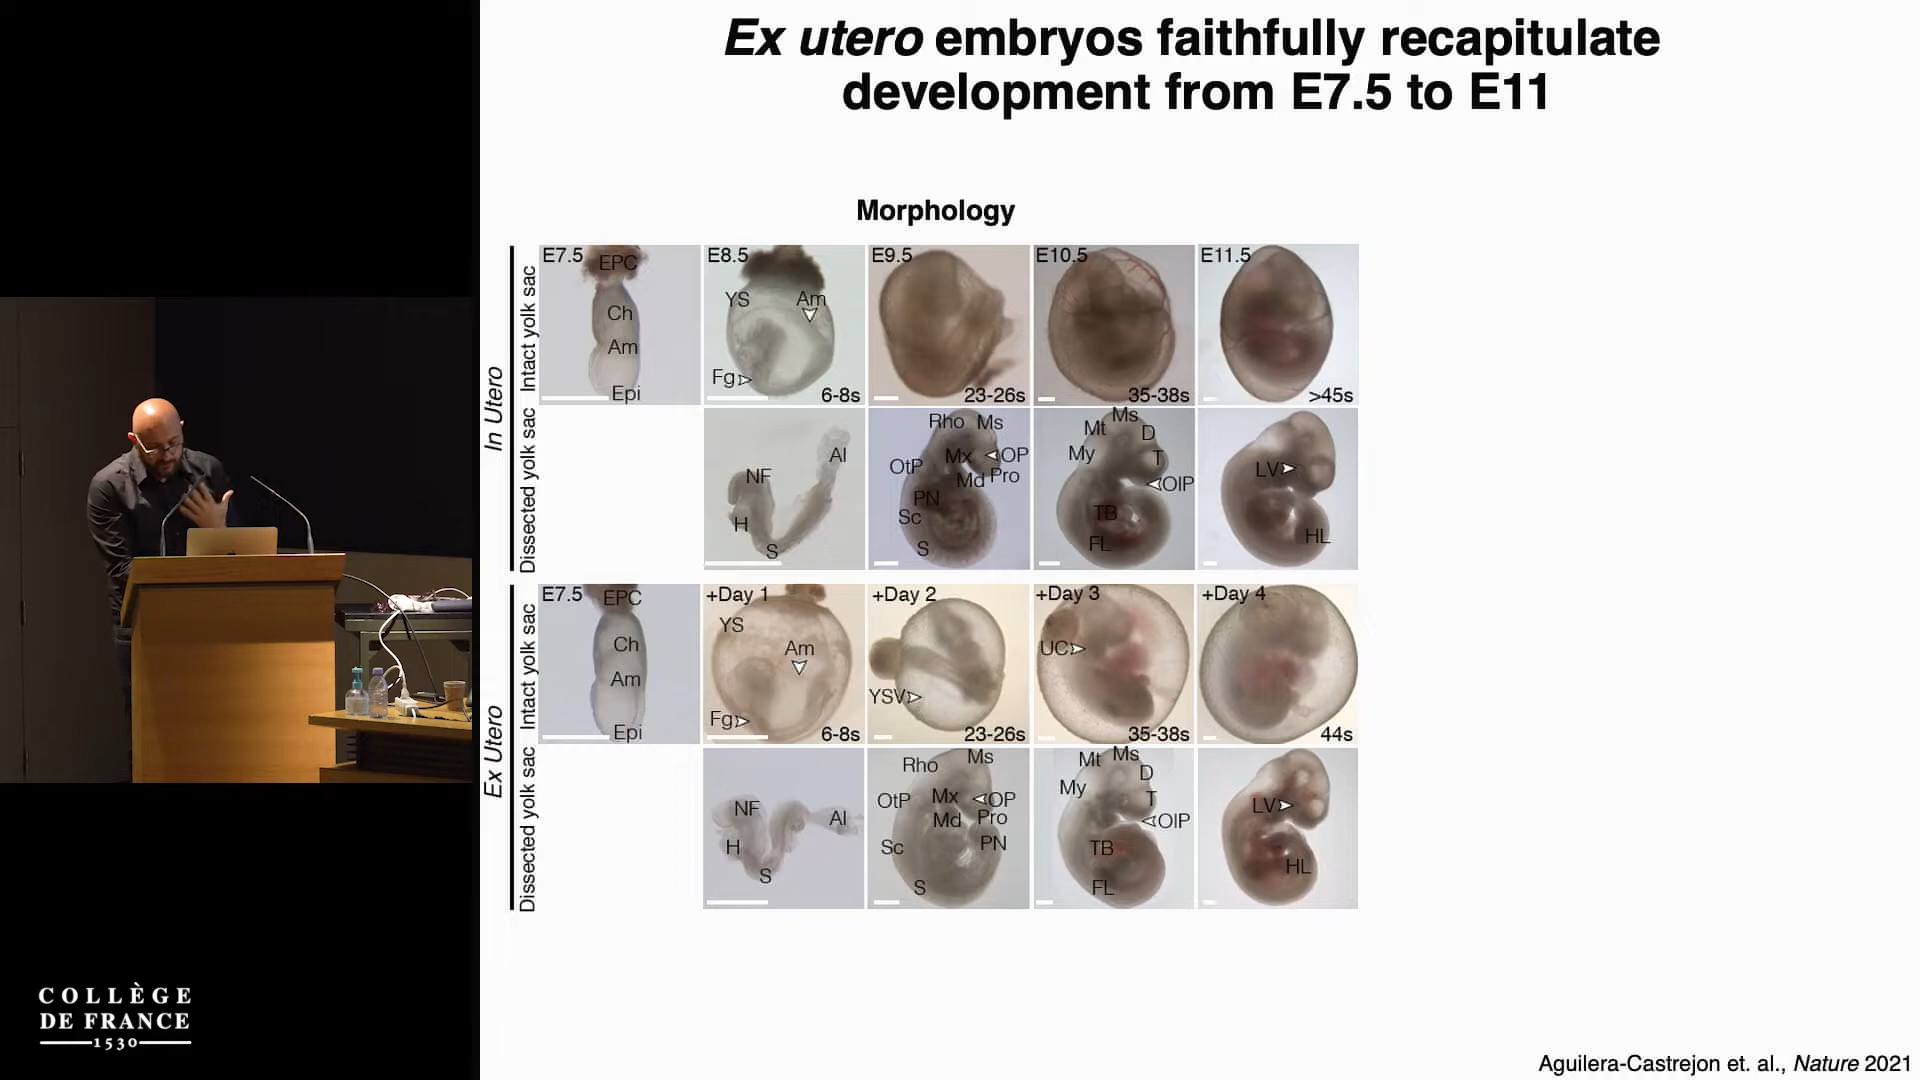 Ex utero embryos faithfully recapitulate
development from E7.5 to E11
Morphology
In Utero
Intact yolk sac
E7.5
EPC
Ch
Am
Epi
E8.5
YS
Am
Fg
6-8s
E9.5
23-26s
E10.5
35-38s
E11.5
>45s
Dissected yolk sac
NF
Al
H
S
Rho Ms
OtP Mx OP
Md Pro
PN
Sc
S
Ms
Mt D
My T
OlP
TB
FL
LV
HL
Ex Utero
Intact yolk sac
E7.5
EPC
Ch
Am
Epi
+Day 1
YS
Am
Fg
6-8s
+Day 2
YSV
23-26s
+Day 3
UC
35-38s
+Day 4
44s
Dissected yolk sac
NF
Al
H
S
Rho Ms
OtP Mx OP
Md Pro
Sc PN
S
Mt Ms
D
My T
OlP
TB
FL
LV
HL
COLLÈGE
DE FRANCE
1530
Aguilera-Castrejon et. al., Nature 2021